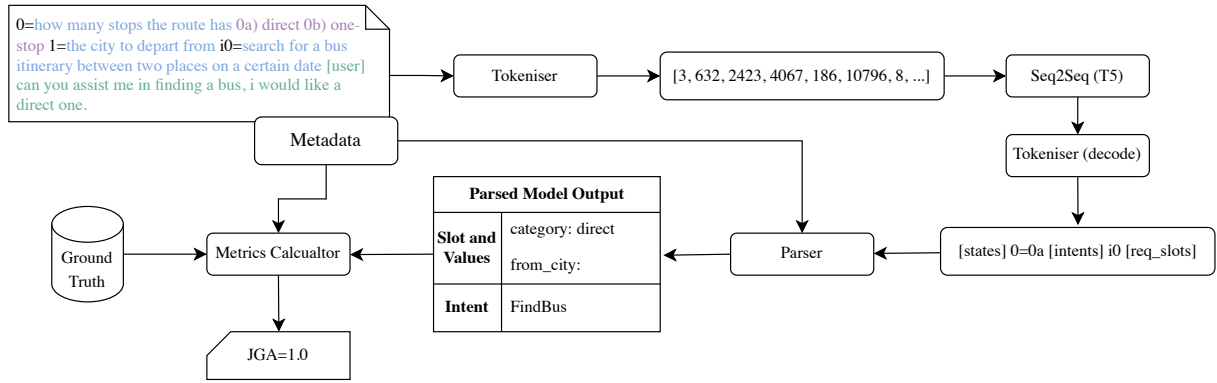 0=how many stops the route has 0a) direct 0b) one-
stop 1=the city to depart from i0=search for a bus
itinerary between two places on a certain date [user]
can you assist me in finding a bus, i would like a
direct one.
Tokeniser
[3, 632, 2423, 4067, 186, 10796, 8, ...]
Seq2Seq (T5)
Metadata
Tokeniser (decode)
Parsed Model Output
Slot and
Values
category: direct
from_city:
Intent
FindBus
Ground
Truth
Metrics Calcualtor
Parser
[states] 0=0a [intents] i0 [req_slots]
JGA=1.0